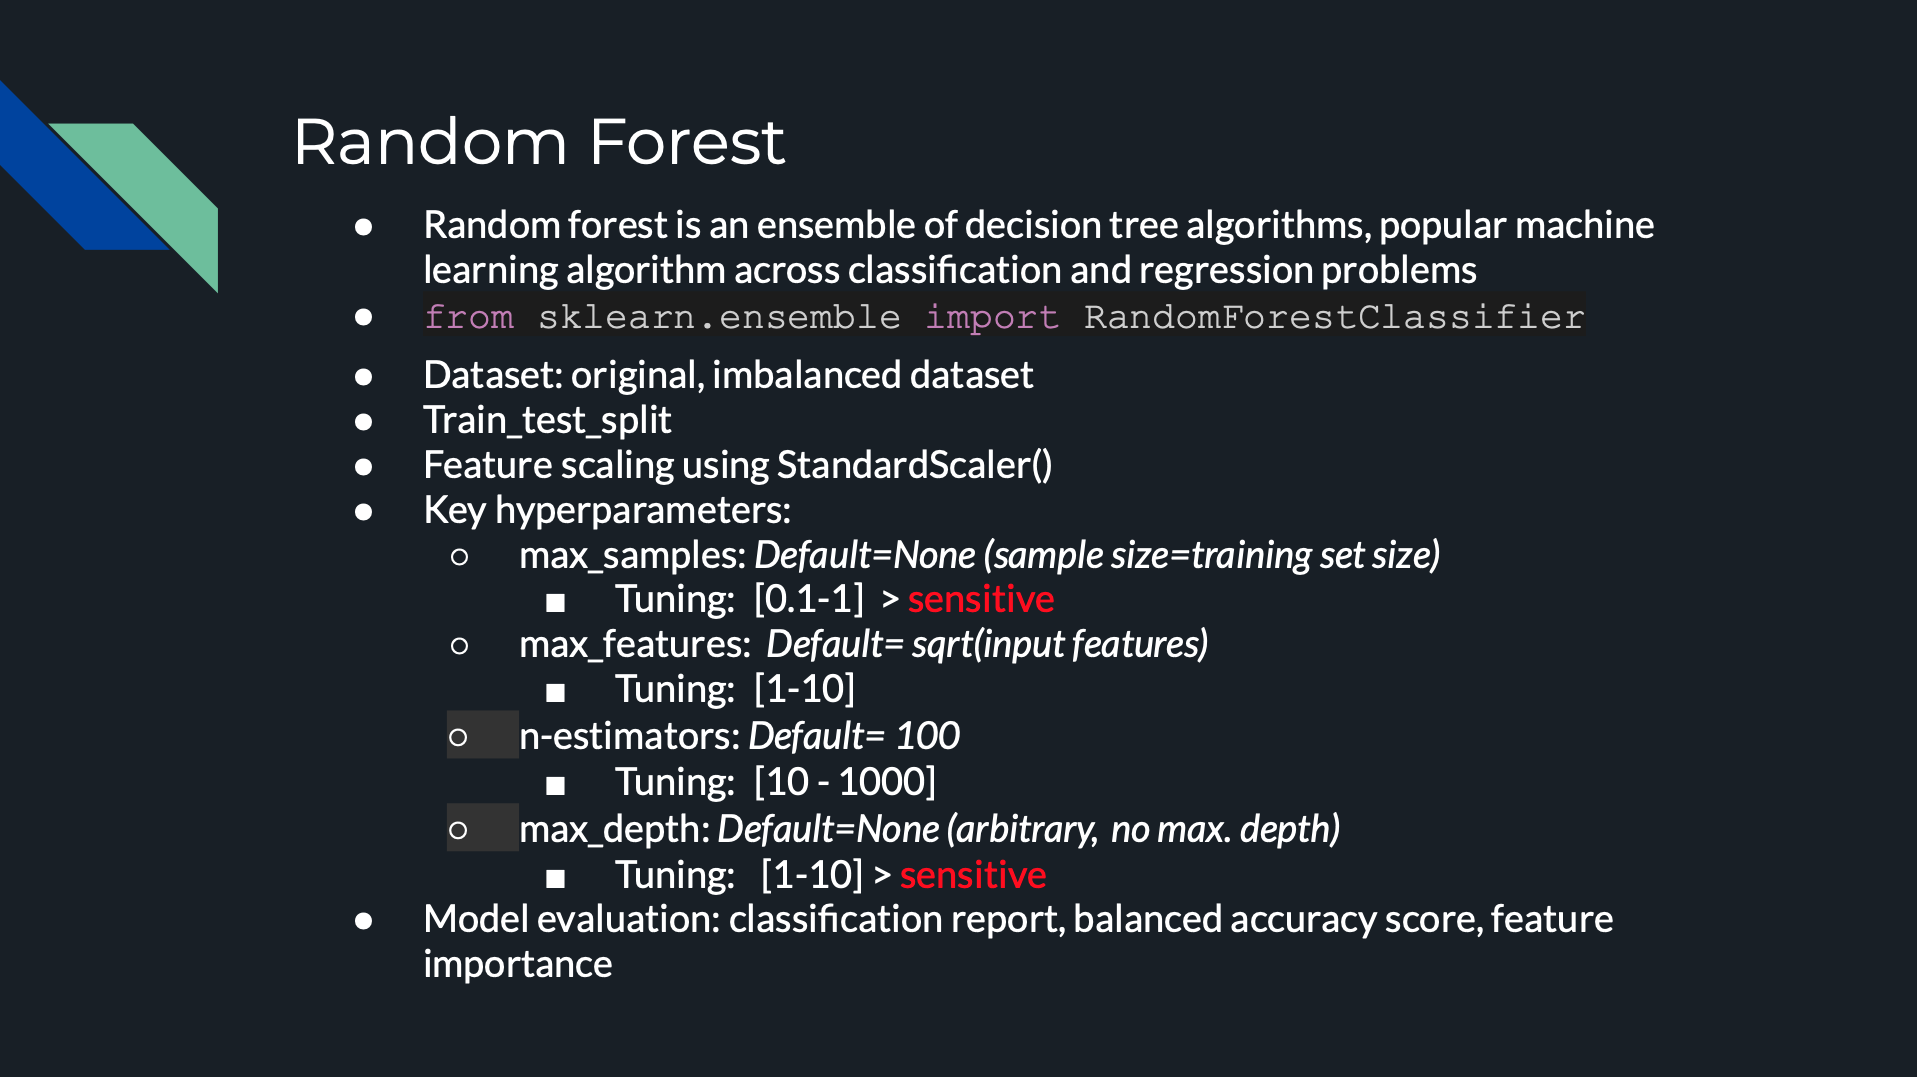 Random Forest
● Random forest is an ensemble of decision tree algorithms, popular machine
learning algorithm across classification and regression problems
● from sklearn.ensemble import RandomForestClassifier
● Dataset: original, imbalanced dataset
● Train_test_split
● Feature scaling using StandardScaler()
● Key hyperparameters:
○ max_samples: Default=None (sample size=training set size)
■ Tuning: [0.1-1] > sensitive
○ max_features: Default= sqrt(input features)
■ Tuning: [1-10]
○ n-estimators: Default= 100
■ Tuning: [10 - 1000]
○ max_depth: Default=None (arbitrary, no max. depth)
■ Tuning: [1-10] > sensitive
● Model evaluation: classification report, balanced accuracy score, feature
importance